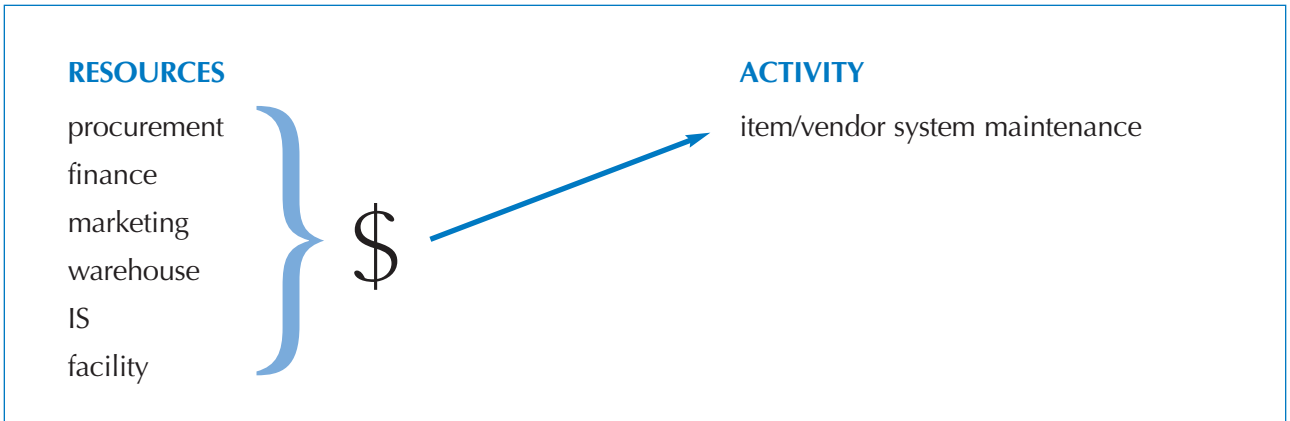 RESOURCES
procurement
finance
marketing
warehouse
IS
facility
$
ACTIVITY
item/vendor system maintenance